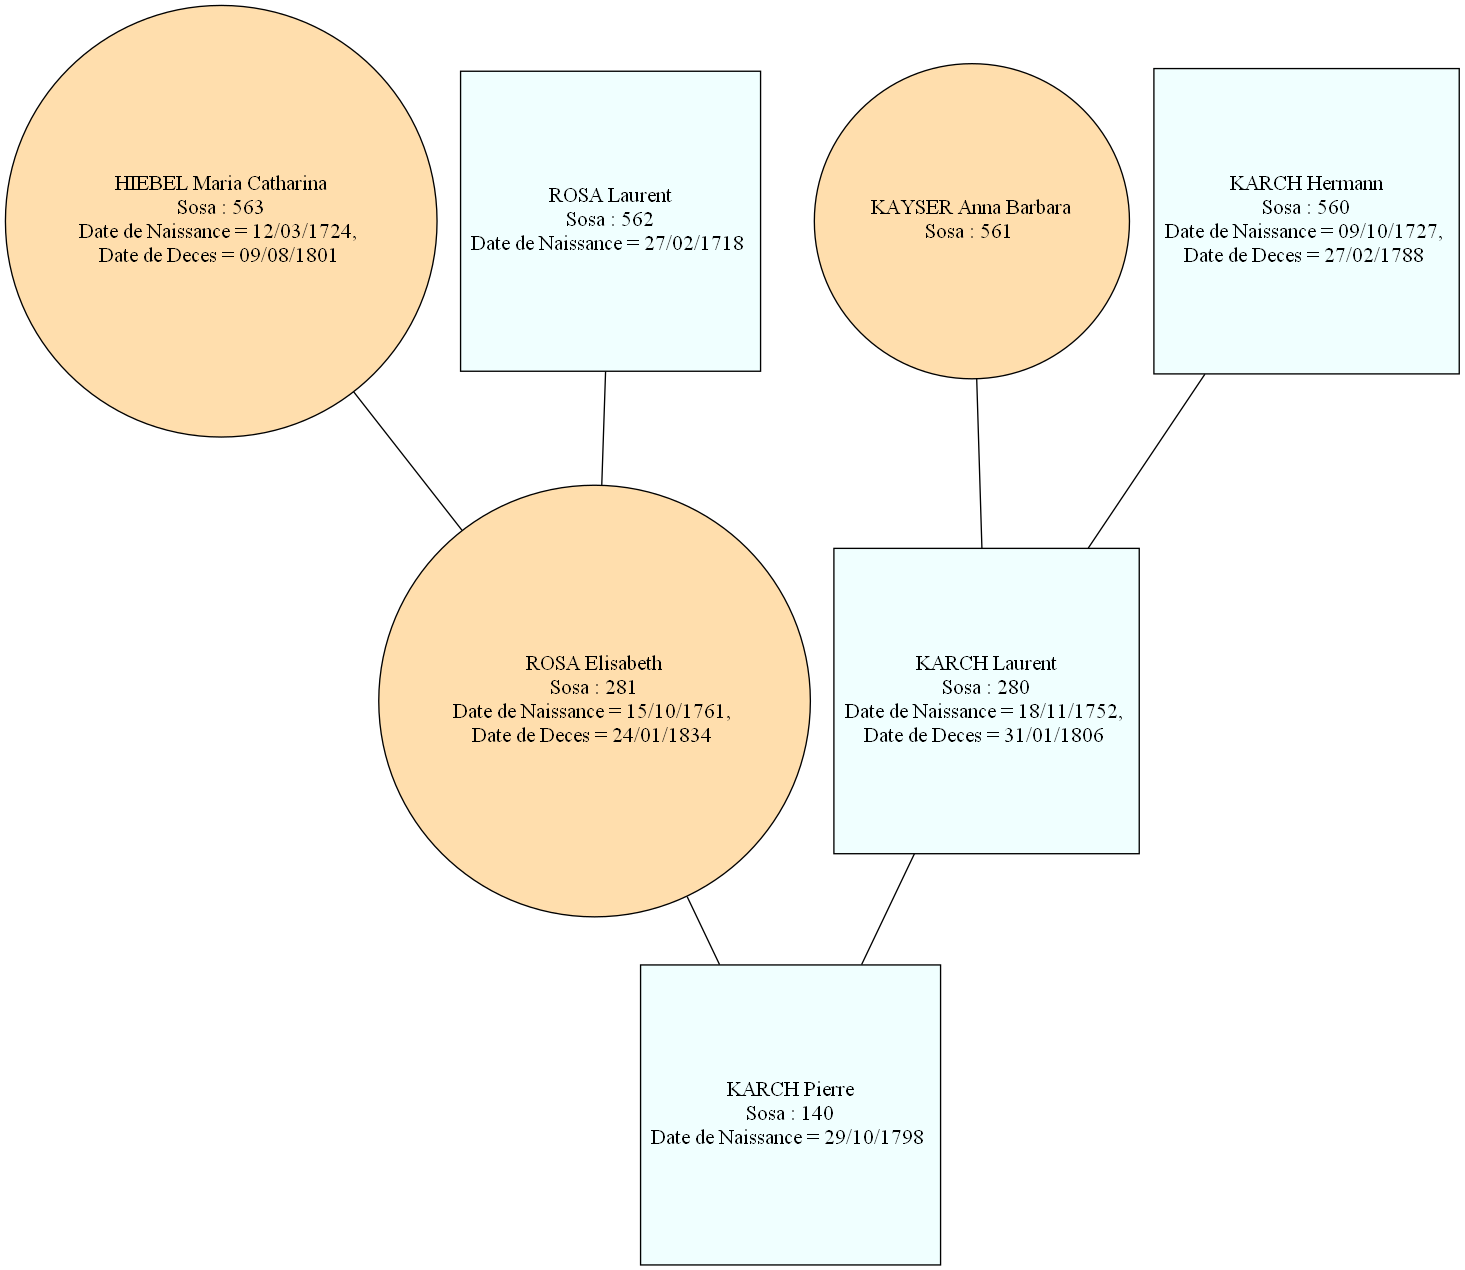 HIEBEL Maria Catharina
Sosa : 563
Date de Naissance = 12/03/1724,
Date de Deces = 09/08/1801
ROSA Laurent
Sosa : 562
Date de Naissance = 27/02/1718
KAYSER Anna Barbara
Sosa : 561
KARCH Hermann
Sosa : 560
Date de Naissance = 09/10/1727,
Date de Deces = 27/02/1788
ROSA Elisabeth
Sosa : 281
Date de Naissance = 15/10/1761,
Date de Deces = 24/01/1834
KARCH Laurent
Sosa : 280
Date de Naissance = 18/11/1752,
Date de Deces = 31/01/1806
KARCH Pierre
Sosa : 140
Date de Naissance = 29/10/1798